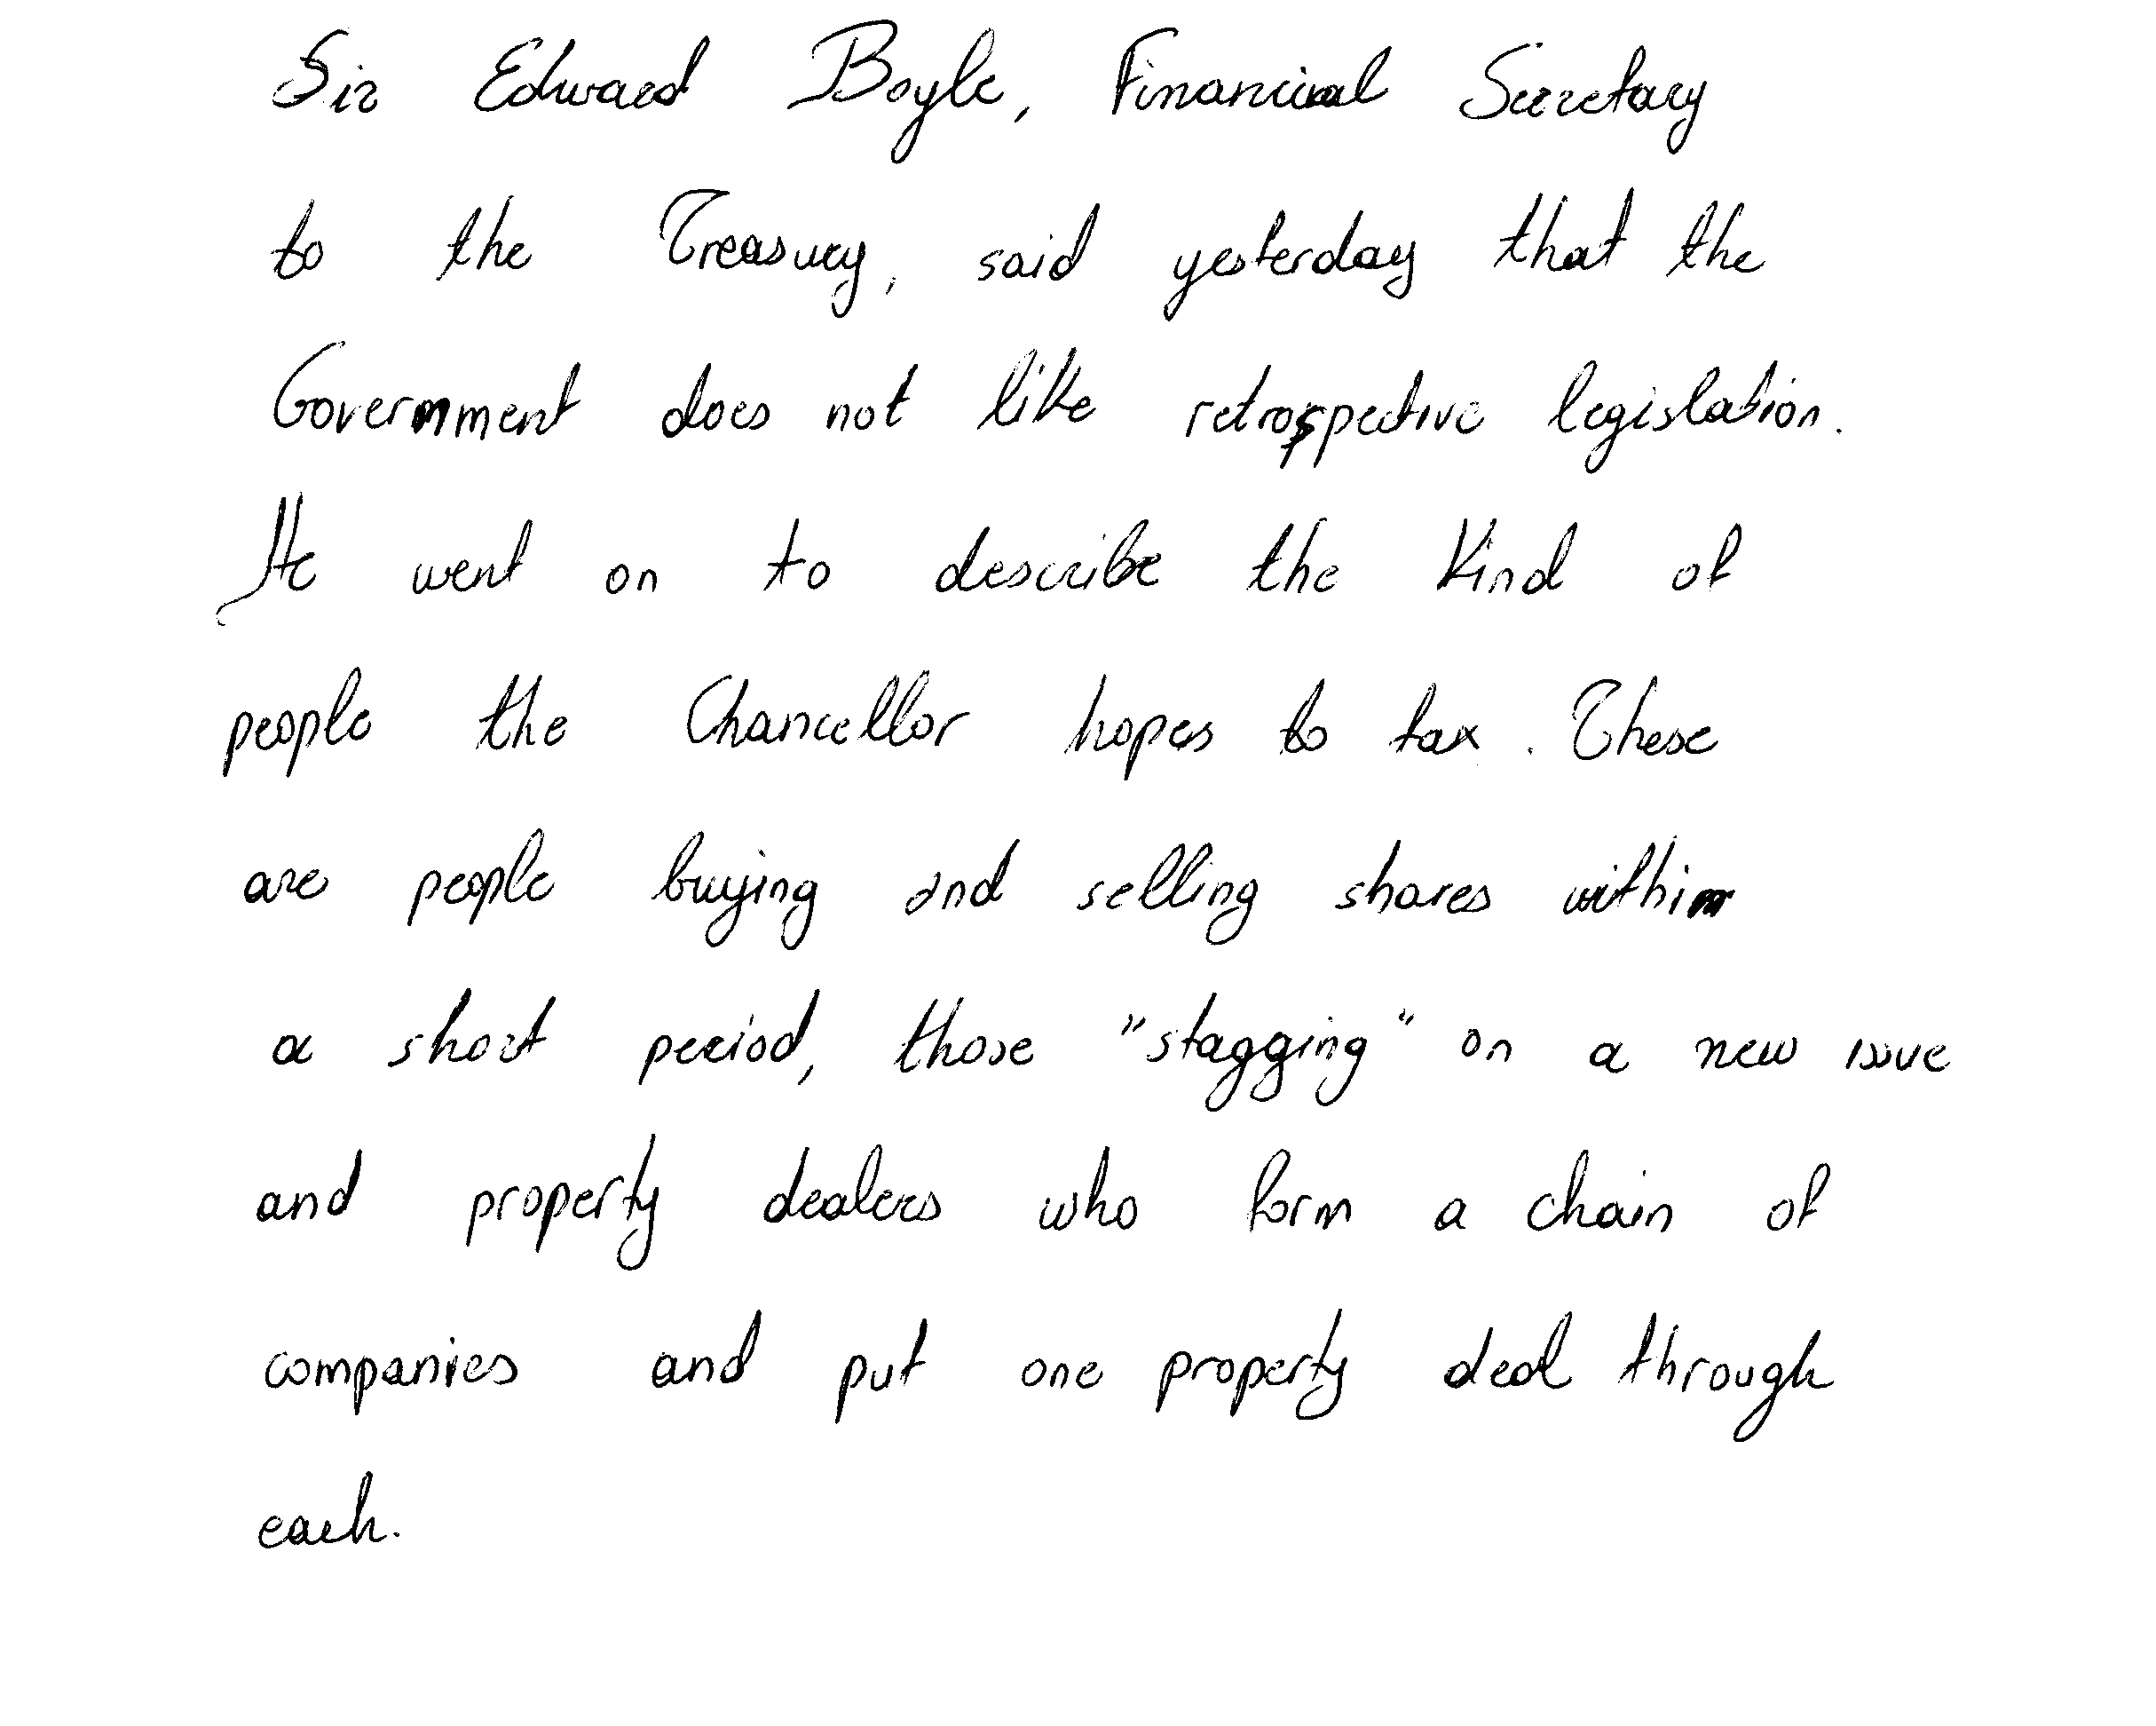 Sir Edward Boyle, Financial Secretary
to the Treasury, said yesterday that the
Government does not like retrospective legislation.
He went on to describe the kind of
people the Chancellor hopes to tax. These
are people buying and selling shares within
a short period, those "stagging" on a new issue
and property dealers who form a chain of
companies and put one property deal through
each.